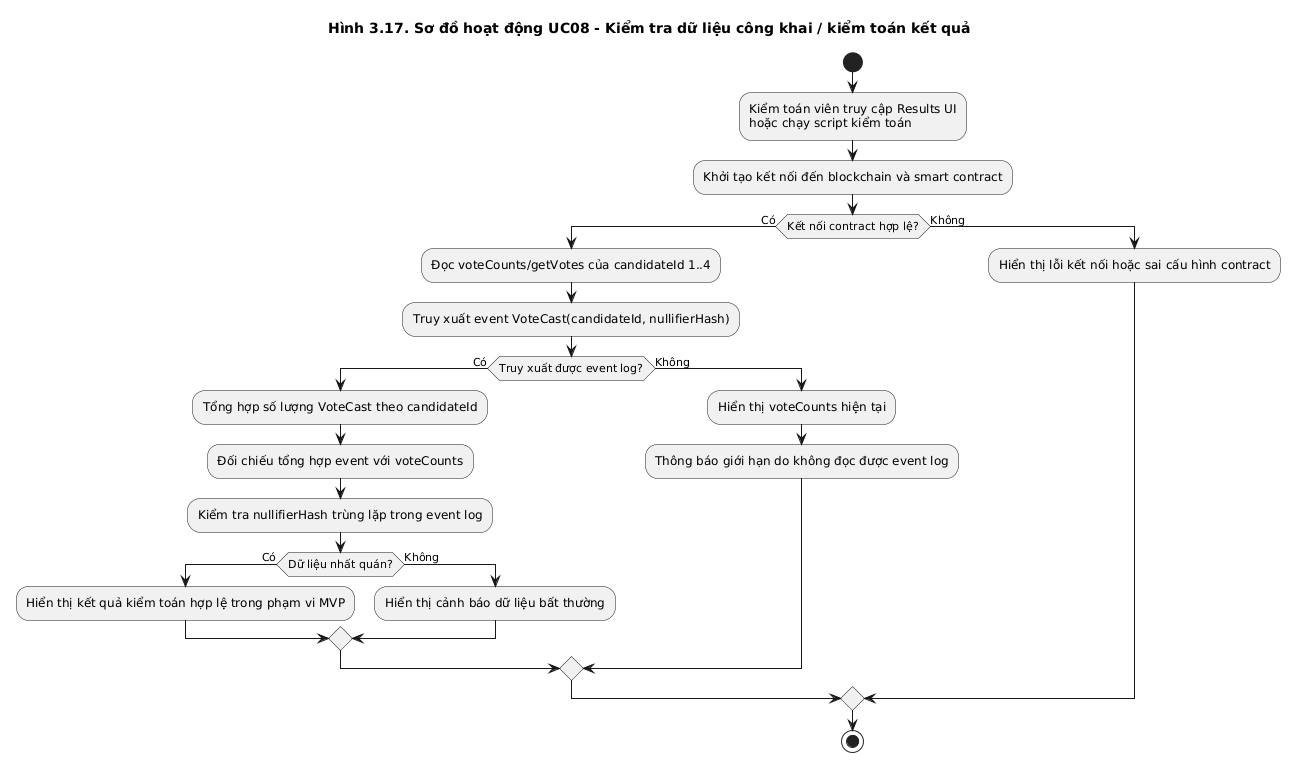 Hình 3.17. Sơ đồ hoạt động UC08 - Kiểm tra dữ liệu công khai / kiểm toán kết quả
Kiểm toán viên truy cập Results UI
hoặc chạy script kiểm toán
Khởi tạo kết nối đến blockchain và smart contract
Có
Kết nối contract hợp lệ?
Không
Đọc voteCounts/getVotes của candidateId 1..4
Hiển thị lỗi kết nối hoặc sai cấu hình contract
Truy xuất event VoteCast(candidateId, nullifierHash)
Có
Truy xuất được event log?
Không
Tổng hợp số lượng VoteCast theo candidateId
Hiển thị voteCounts hiện tại
Đối chiếu tổng hợp event với voteCounts
Thông báo giới hạn do không đọc được event log
Kiểm tra nullifierHash trùng lặp trong event log
Có
Dữ liệu nhất quán?
Không
Hiển thị kết quả kiểm toán hợp lệ trong phạm vi MVP
Hiển thị cảnh báo dữ liệu bất thường